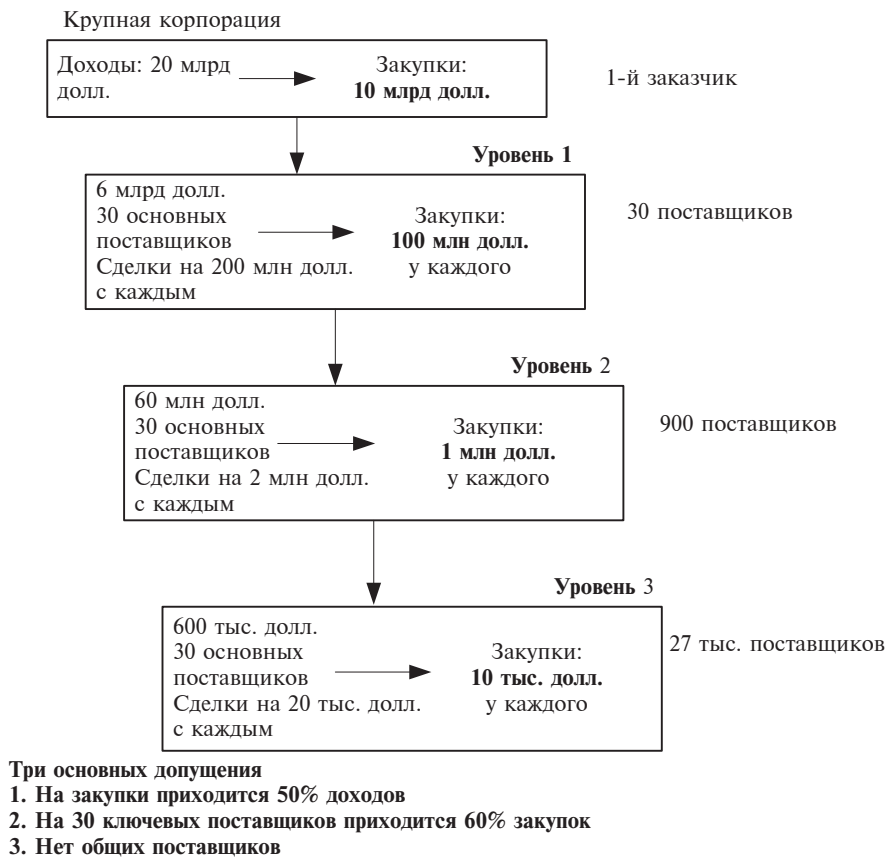 Крупная корпорация
Доходы: 20 млрд
долл.
Закупки:
10 млрд долл.
1-й заказчик
Уровень 1
6 млрд долл.
30 основных
поставщиков
Сделки на 200 млн долл.
с каждым
Закупки:
100 млн долл.
у каждого
30 поставщиков
Уровень 2
60 млн долл.
30 основных
поставщиков
Сделки на 2 млн долл.
с каждым
Закупки:
1 млн долл.
у каждого
900 поставщиков
Уровень 3
600 тыс. долл.
30 основных
поставщиков
Сделки на 20 тыс. долл.
с каждым
Закупки:
10 тыс. долл.
у каждого
27 тыс. поставщиков
Три основных допущения
1. На закупки приходится 50% доходов
2. На 30 ключевых поставщиков приходится 60% закупок
3. Нет общих поставщиков